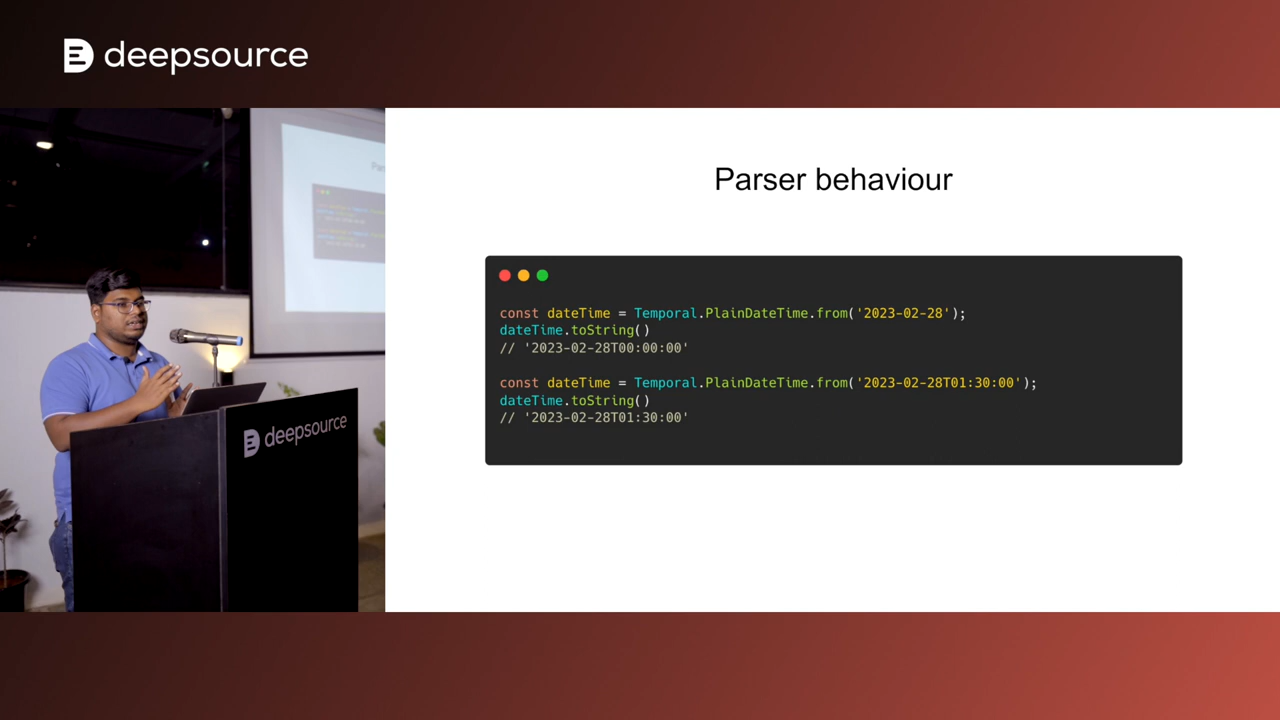 deepsource
Parser behaviour
const dateTime = Temporal.PlainDateTime.from('2023-02-28');
dateTime.toString()
// '2023-02-28T00:00:00'
const dateTime = Temporal.PlainDateTime.from('2023-02-28T01:30:00');
dateTime.toString()
// '2023-02-28T01:30:00'
deepsource